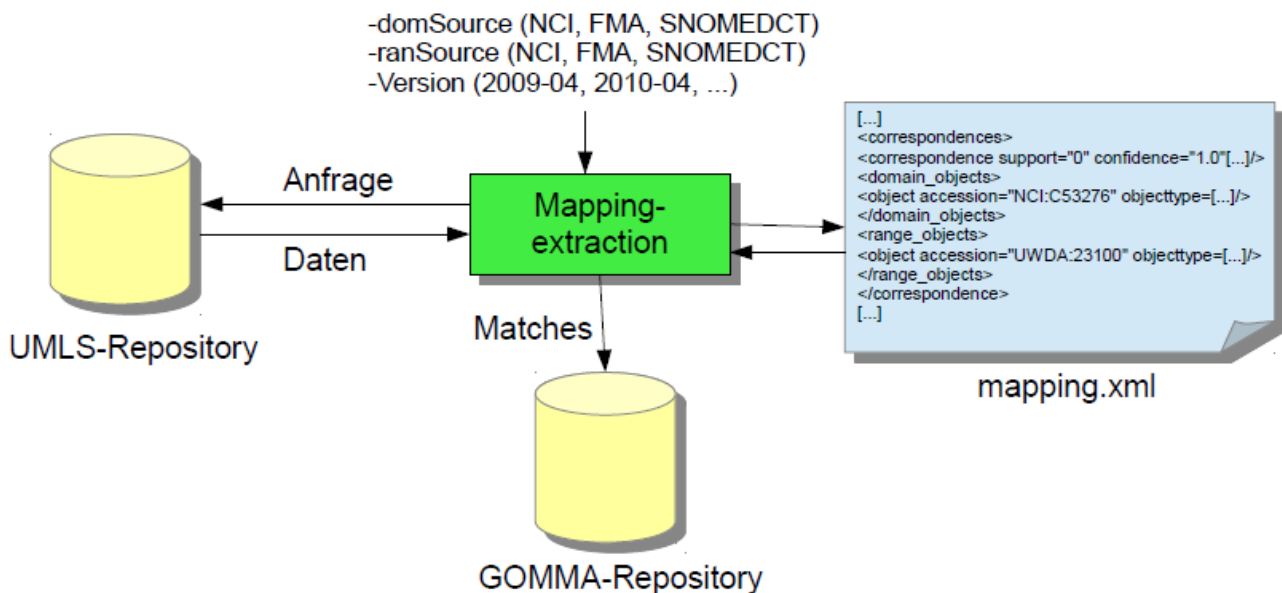 -domSource (NCI, FMA, SNOMEDCT)
-ranSource (NCI, FMA, SNOMEDCT)
-Version (2009-04, 2010-04, ...)
Anfrage
Daten
UMLS-Repository
Mapping-
extraction
Matches
GOMMA-Repository
[...]
<correspondences>
<correspondence support="0" confidence="1.0"[...]/>
<domain_objects>
<object accession="NCI:C53276" objecttype=[...]/>
</domain_objects>
<range_objects>
<object accession="UWDA:23100" objecttype=[...]/>
</range_objects>
</correspondence>
[...]
mapping.xml